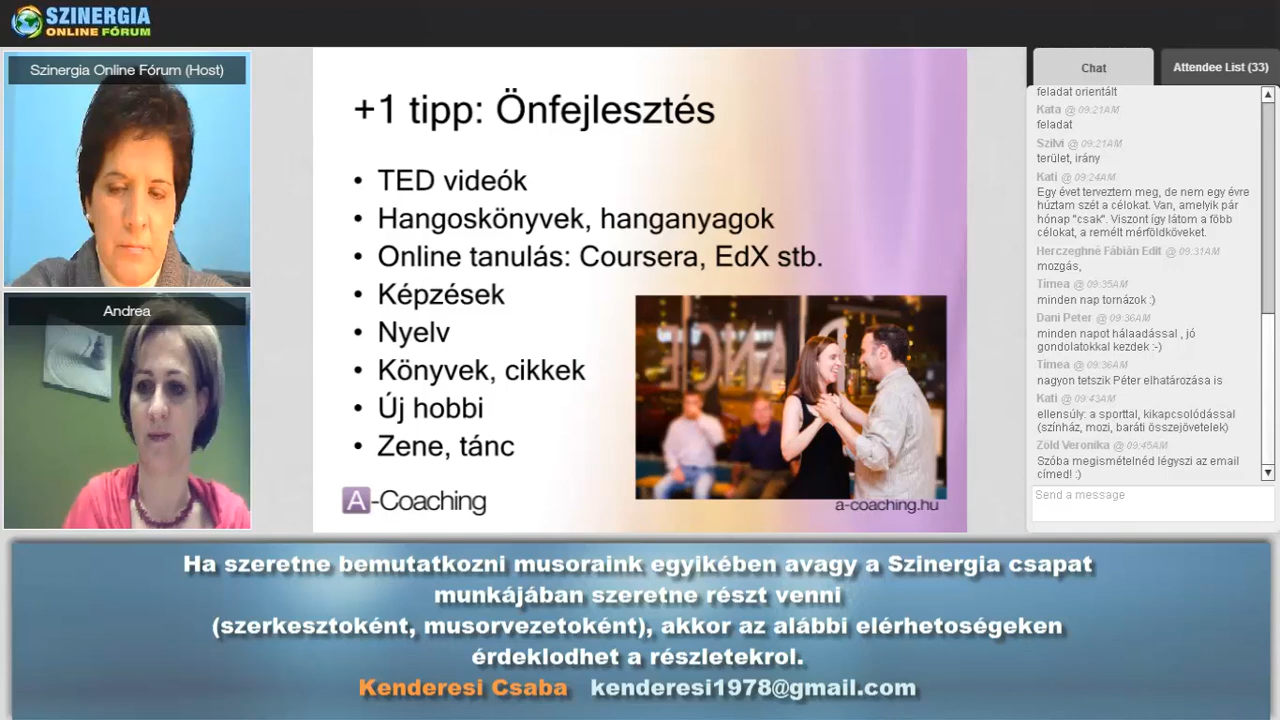 SZINERGIA
ONLINE FÓRUM
Szinergia Online Fórum (Host)
Andrea
+1 tipp: Önfejlesztés
• TED videók
• Hangoskönyvek, hanganyagok
• Online tanulás: Coursera, EdX stb.
• Képzések
• Nyelv
• Könyvek, cikkek
• Új hobbi
• Zene, tánc
A-Coaching
a-coaching.hu
Chat
Attendee List (33)
feladat orientált
Kata @ 09:21AM
feladat
Szilvi @ 09:21AM
terület, irány
Kati @ 09:24AM
Egy évet terveztem meg, de nem egy évre
húztam szét a célokat. Van, amelyik pár
hónap "csak". Viszont így látom a föbb
célokat, a remélt mérföldköveket.
Herczeghné Fábián Edit @ 09:31AM
mozgás,
Tímea @ 09:35AM
minden nap tornázok :)
Dani Peter @ 09:36AM
minden napot hálaadással , jó
gondolatokkal kezdek :-)
Tímea @ 09:36AM
nagyon tetszik Péter elhatározása is
Kati @ 09:43AM
ellensúly: a sporttal, kikapcsolódással
(színház, mozi, baráti összejövetelek)
Zöld Veronika @ 09:45AM
Szóba megismételnéd légyszi az email
címed! :)
Send a message
Ha szeretne bemutatkozni musoraink egyikében avagy a Szinergia csapat
munkájában szeretne részt venni
(szerkesztoként, musorvezetoként), akkor az alábbi elérhetoségeken
érdeklodhet a részletekrol.
Kenderesi Csaba kenderesi1978@gmail.com